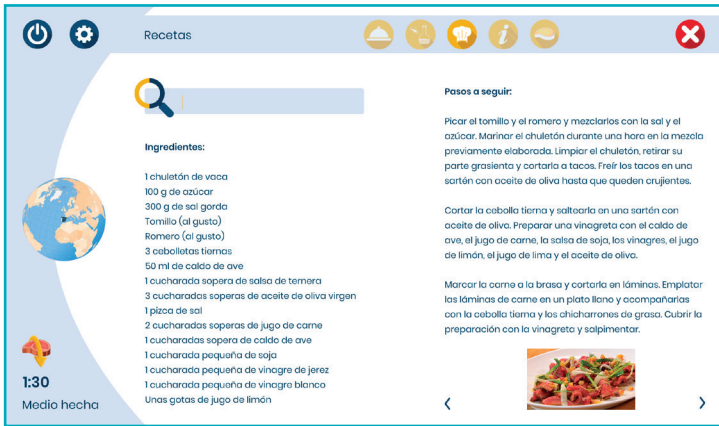 Recetas
Ingredientes:
1 chuletón de vaca
100 g de azúcar
300 g de sal gorda
Tomillo (al gusto)
Romero (al gusto)
3 cebolletas tiernas
50 ml de caldo de ave
1 cucharada sopera de salsa de ternera
3 cucharadas soperas de aceite de oliva virgen
1 pizca de sal
2 cucharadas soperas de jugo de carne
1 cucharadas sopera de caldo de ave
1 cucharada pequeña de soja
1 cucharada pequeña de vinagre de jerez
1 cucharada pequeña de vinagre blanco
Unas gotas de jugo de limón
Pasos a seguir:
Picar el tomillo y el romero y mezclarlos con la sal y el
azúcar. Marinar el chuletón durante una hora en la mezcla
previamente elaborada. Limpiar el chuletón, retirar su
parte grasienta y cortarla a tacos. Freír los tacos en una
sartén con aceite de oliva hasta que queden crujientes.
Cortar la cebolla tierna y saltearla en una sartén con
aceite de oliva. Preparar una vinagreta con el caldo de
ave, el jugo de carne, la salsa de soja, los vinagres, el jugo
de limón, el jugo de lima y el aceite de oliva.
Marcar la carne a la brasa y cortarla en láminas. Emplatar
las láminas de carne en un plato llano y acompañarlas
con la cebolla tierna y los chicharrones de grasa. Cubrir la
preparación con la vinagreta y salpimentar.
1:30
Medio hecha